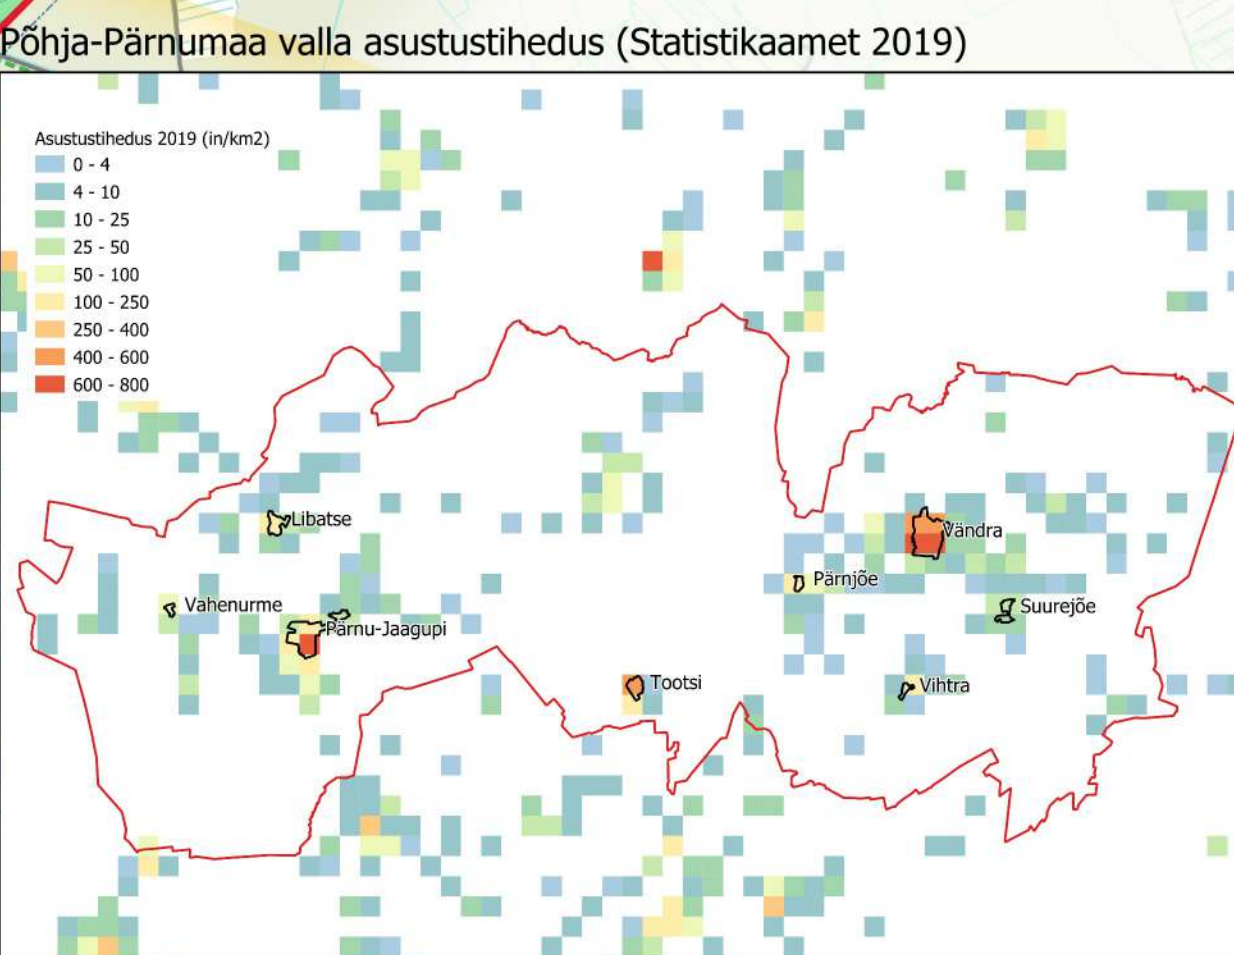 Põhja-Pärnumaa valla asustustihedus (Statistikaamet 2019)
Asustustihedus 2019 (in/km2)
0 - 4
4 - 10
10 - 25
25 - 50
50 - 100
100 - 250
250 - 400
400 - 600
600 - 800
Libatse
Vändra
Pärnjõe
Vahenurme
Suurejõe
Pärnu-Jaagupi
Tootsi
Vihtra